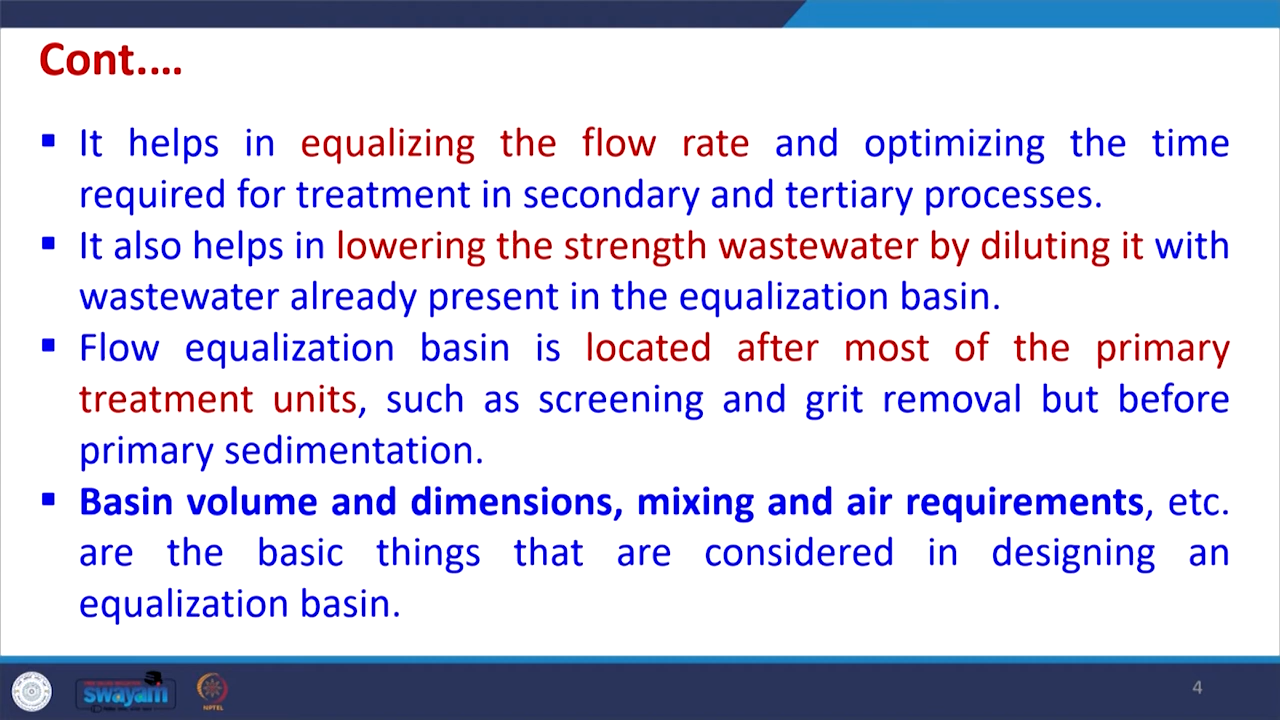 Cont.…
▪ It helps in equalizing the flow rate and optimizing the time
required for treatment in secondary and tertiary processes.
▪ It also helps in lowering the strength wastewater by diluting it with
wastewater already present in the equalization basin.
▪ Flow equalization basin is located after most of the primary
treatment units, such as screening and grit removal but before
primary sedimentation.
▪ Basin volume and dimensions, mixing and air requirements, etc.
are the basic things that are considered in designing an
equalization basin.
swayam
NPTEL
4